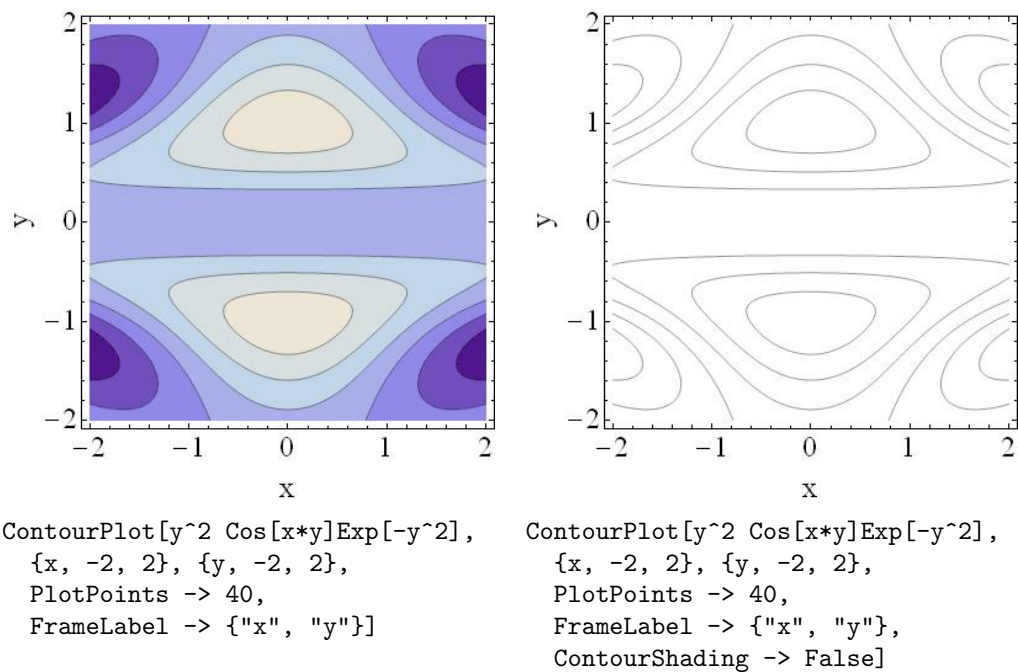 2
1
0
−1
−2
y
−2 −1 0 1 2
x
2
1
0
−1
−2
y
−2 −1 0 1 2
x
ContourPlot[y^2 Cos[x*y]Exp[-y^2],
{x, -2, 2}, {y, -2, 2},
PlotPoints -> 40,
FrameLabel -> {"x", "y"}]
ContourPlot[y^2 Cos[x*y]Exp[-y^2],
{x, -2, 2}, {y, -2, 2},
PlotPoints -> 40,
FrameLabel -> {"x", "y"},
ContourShading -> False]